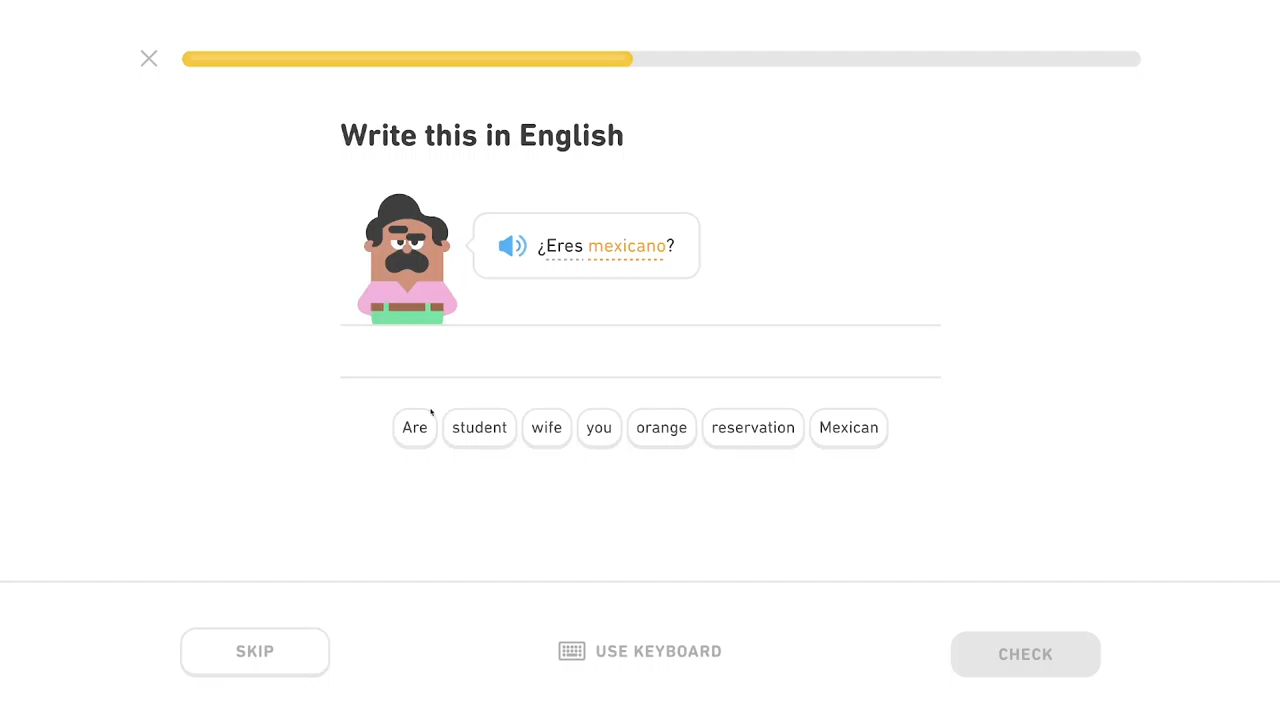 Write this in English
¿Eres mexicano?
Are student wife you orange reservation Mexican
SKIP USE KEYBOARD CHECK